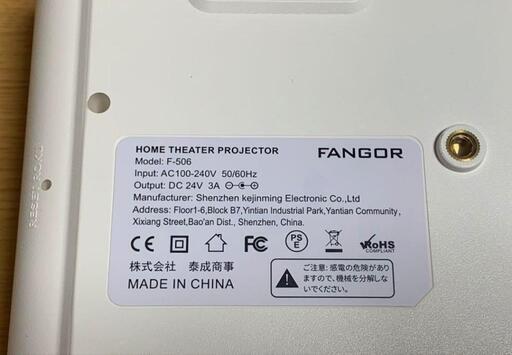 HOME THEATER PROJECTOR
FANGOR
Model: F-506
Input: AC100-240V 50/60Hz
Output: DC 24V 3A
Manufacturer: Shenzhen kejinming Electronic Co.,Ltd
Address: Floor1-6,Block B7,Yintian Industrial Park,Yantian Community,
Xixiang Street,Bao'an Dist., Shenzhen, China.
CE FC PS E RoHS
COMPLIANT
株式会社 泰成商事
MADE IN CHINA
ご注意: 感電の危険があり
ますので、機械を分解しな
いでください。
RESET ROKU